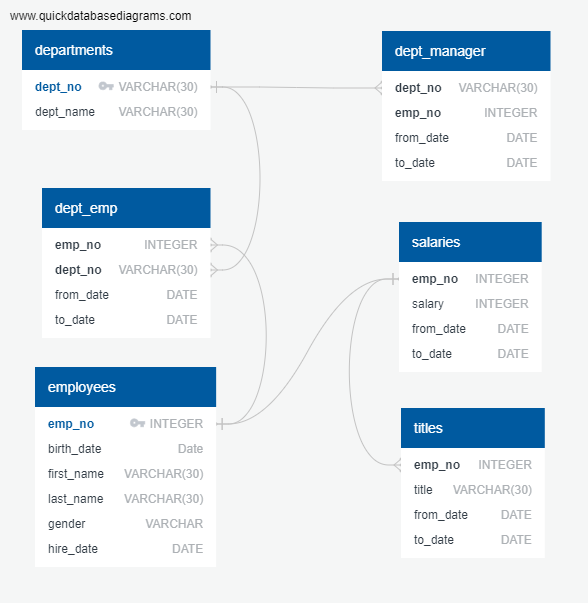 www.quickdatabasediagrams.com
departments
dept_no VARCHAR(30)
dept_name VARCHAR(30)
dept_manager
dept_no VARCHAR(30)
emp_no INTEGER
from_date DATE
to_date DATE
dept_emp
emp_no INTEGER
dept_no VARCHAR(30)
from_date DATE
to_date DATE
salaries
emp_no INTEGER
salary INTEGER
from_date DATE
to_date DATE
employees
emp_no INTEGER
birth_date Date
first_name VARCHAR(30)
last_name VARCHAR(30)
gender VARCHAR
hire_date DATE
titles
emp_no INTEGER
title VARCHAR(30)
from_date DATE
to_date DATE